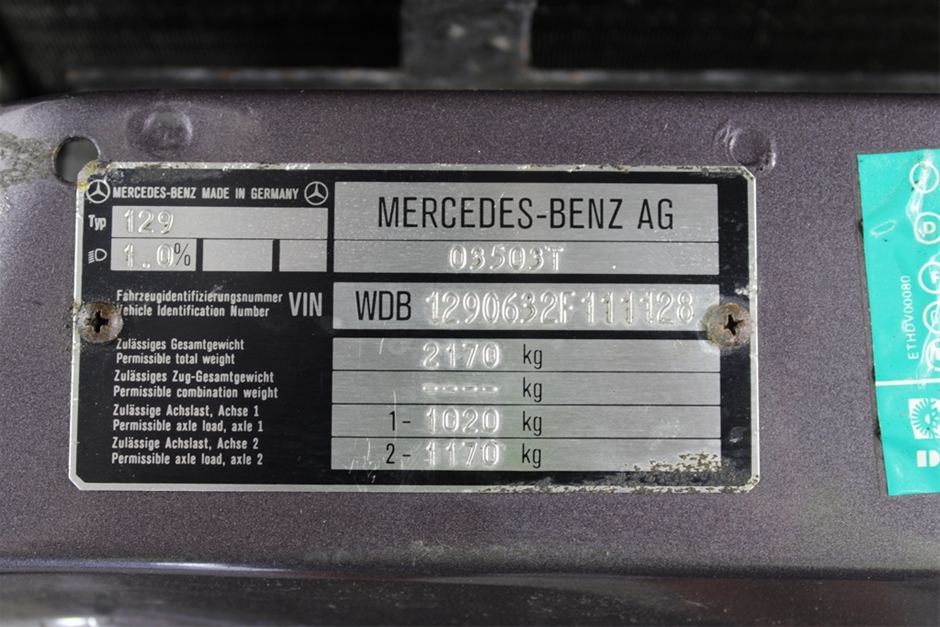 MERCEDES-BENZ MADE IN GERMANY
MERCEDES-BENZ AG
Typ 129
1.0%
03503T
Fahrzeugidentifizierungsnummer
Vehicle Identification Number
VIN WDB 1290632F111128
Zulässiges Gesamtgewicht
Permissible total weight
2170 kg
Zulässiges Zug-Gesamtgewicht
Permissible combination weight
---- kg
Zulässige Achslast, Achse 1
Permissible axle load, axle 1
1- 1020 kg
Zulässige Achslast, Achse 2
Permissible axle load, axle 2
2- 1170 kg
ETHDV00080